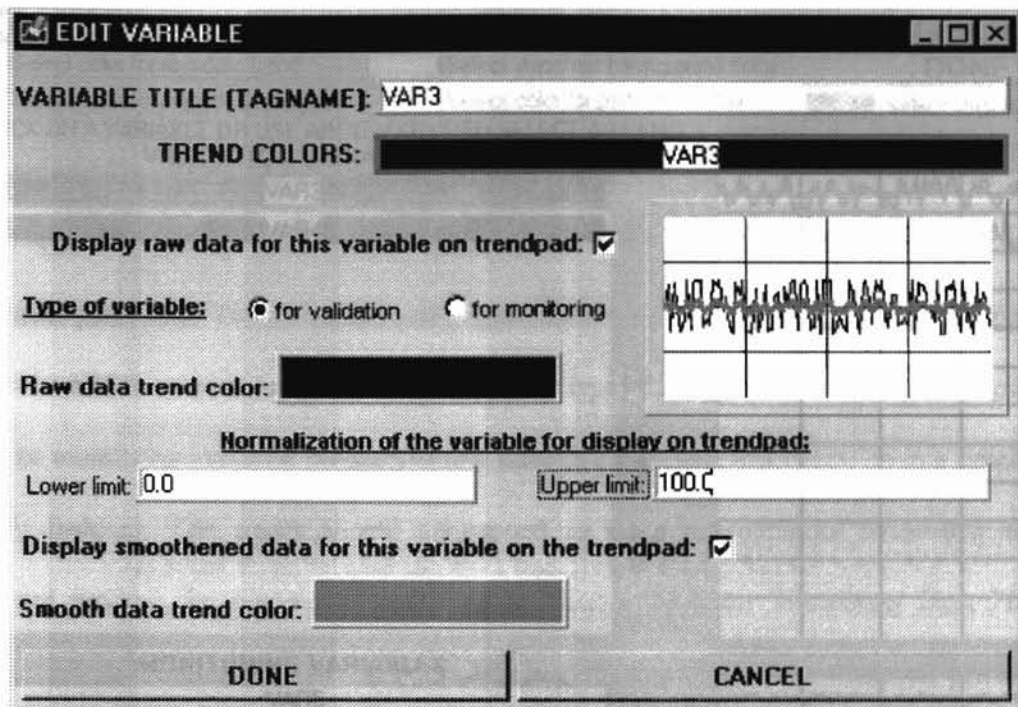 EDIT VARIABLE
VARIABLE TITLE (TAGNAME): VAR3
TREND COLORS: VAR3
Display raw data for this variable on trendpad:
Type of variable: for validation for monitoring
Raw data trend color:
Normalization of the variable for display on trendpad:
Lower limit: 0.0 Upper limit: 100.0
Display smoothened data for this variable on the trendpad:
Smooth data trend color:
DONE CANCEL